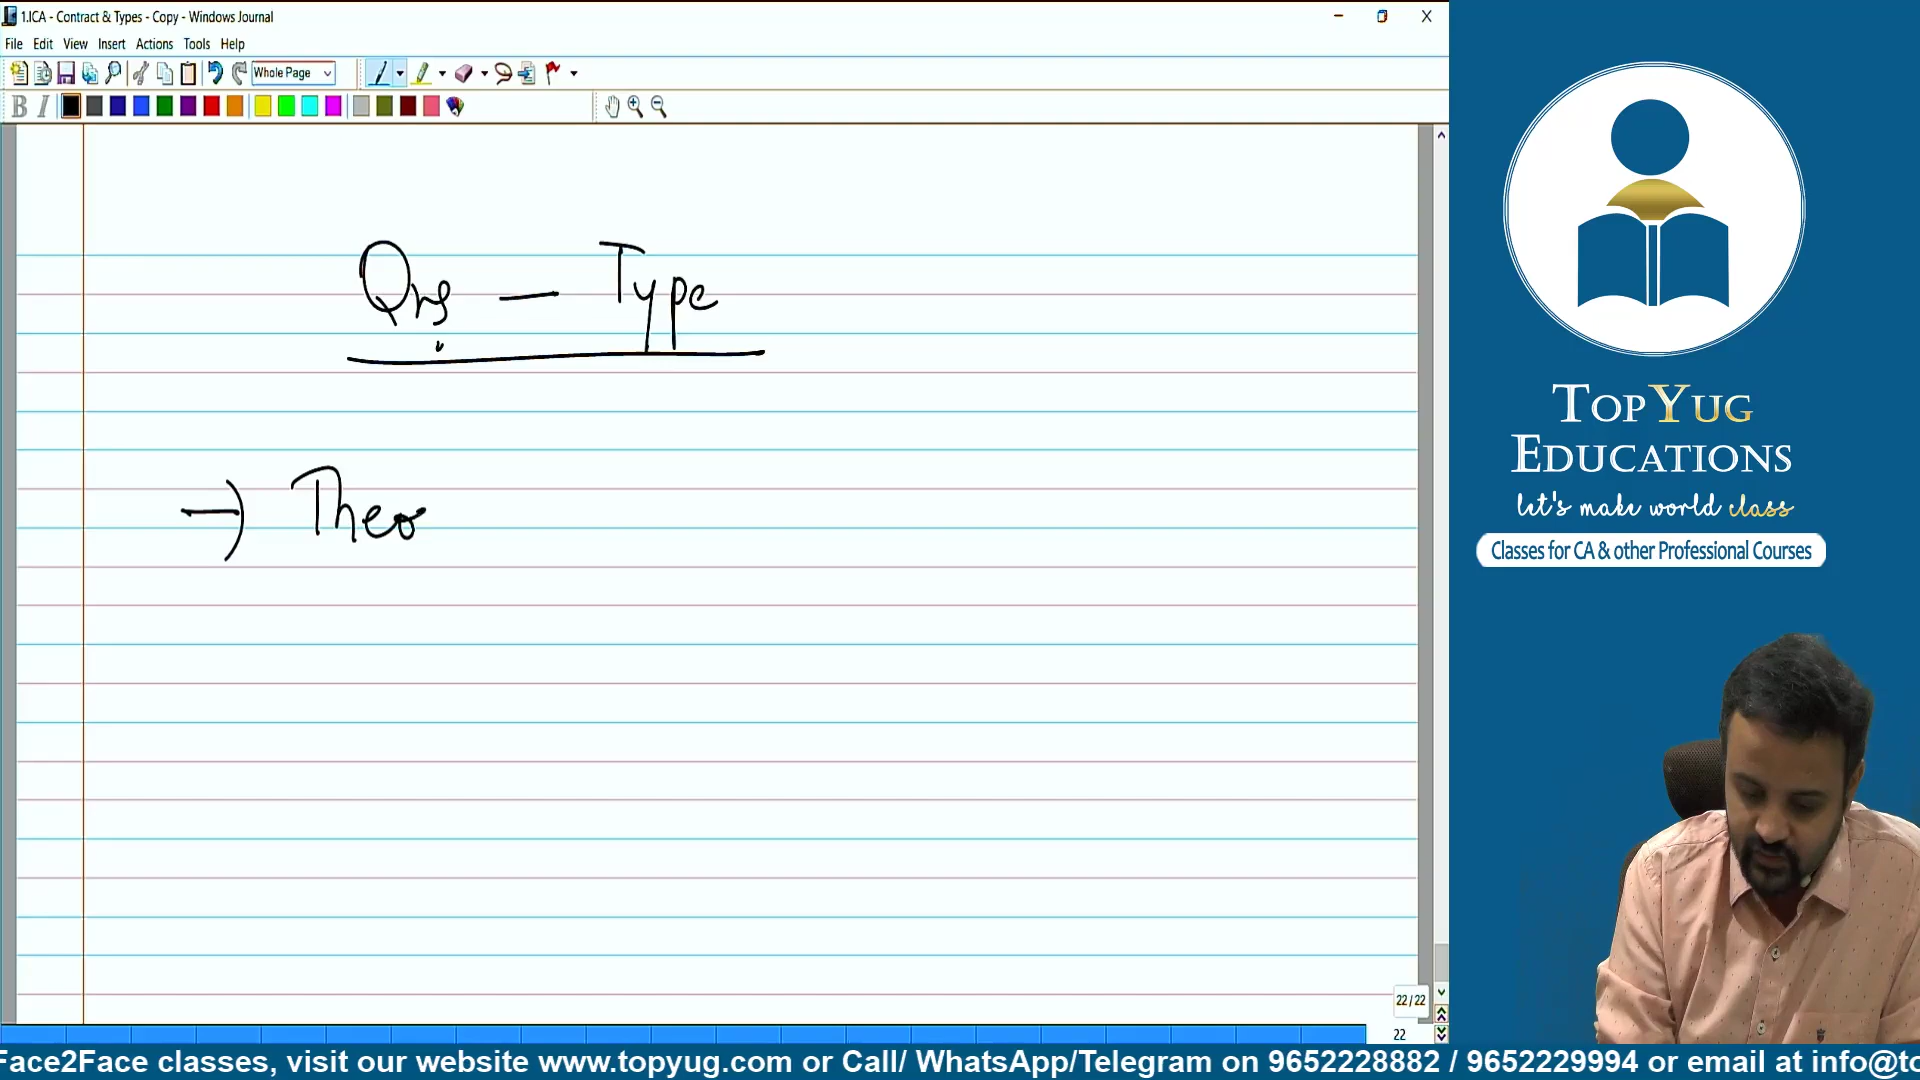 1.ICA - Contract & Types - Copy - Windows Journal
File Edit View Insert Actions Tools Help
Whole Page
B I
Qns - Type
→ Theo
22 / 22
22
TOPYUG
EDUCATIONS
let's make world class
Classes for CA & other Professional Courses
Face2Face classes, visit our website www.topyug.com or Call/ WhatsApp/Telegram on 9652228882 / 9652229994 or email at info@to